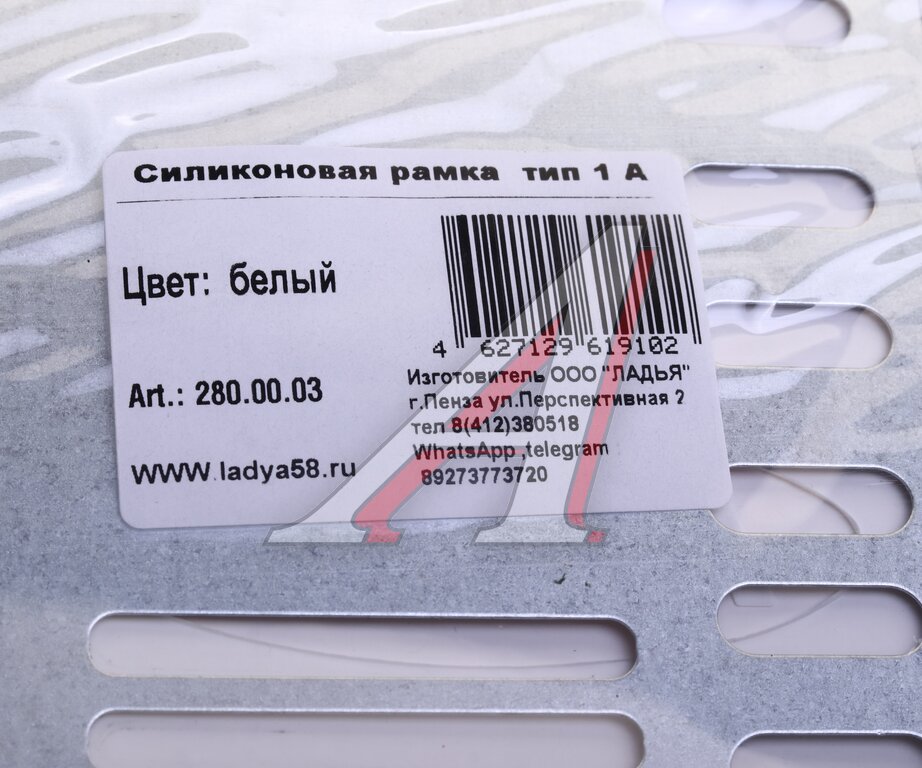 Силиконовая рамка тип 1 А
Цвет: белый
4 627129 619102
Art.: 280.00.03
Изготовитель ООО "ЛАДЬЯ"
г.Пенза ул.Перспективная 2
тел 8(412)380518
WhatsApp ,telegram
89273773720
WWW.ladya58.ru